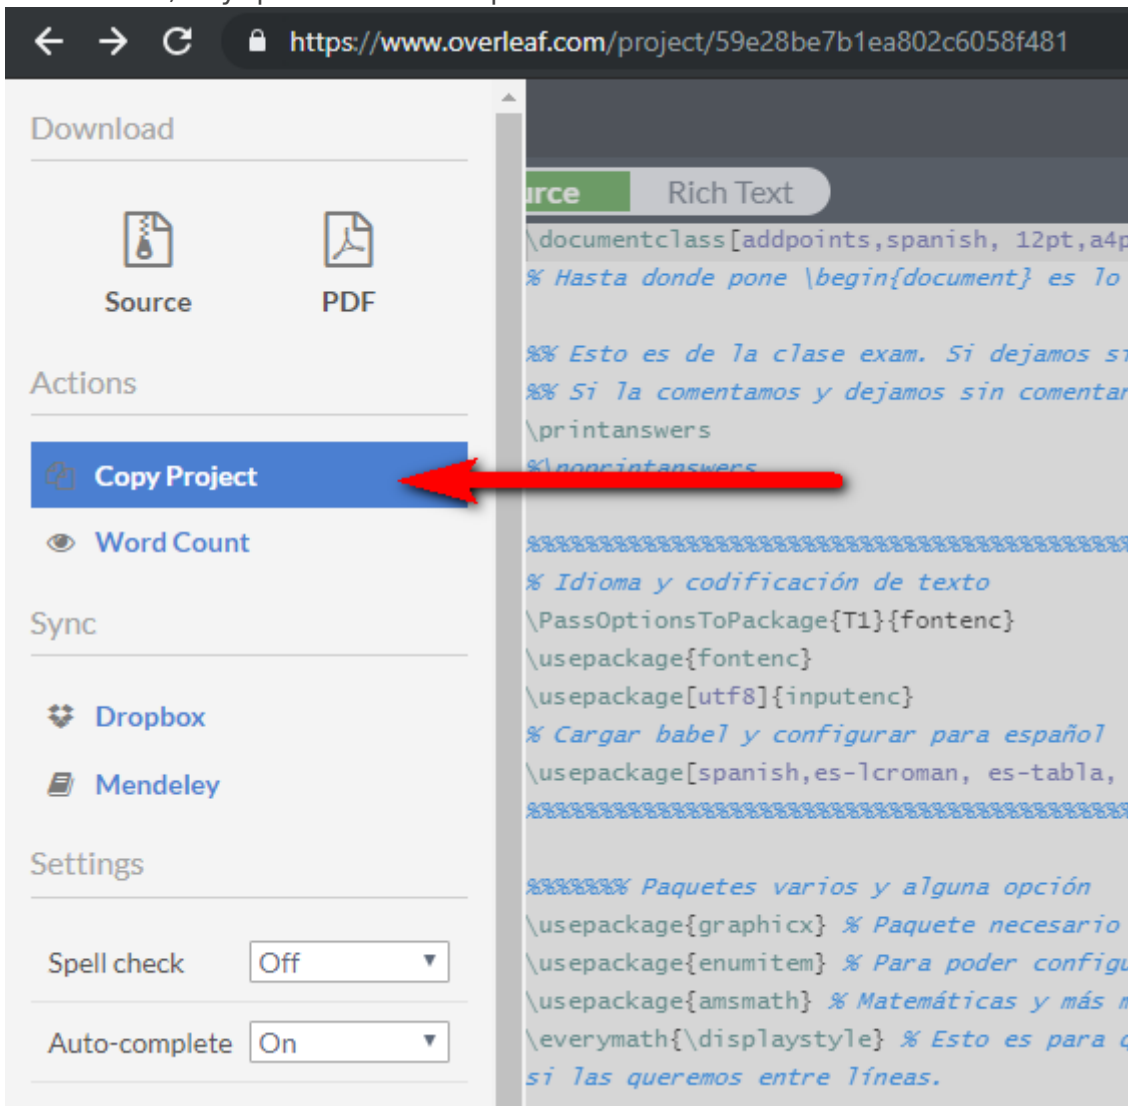 https://www.overleaf.com/project/59e28be7b1ea802c6058f481
Download
Source
PDF
Actions
Copy Project
Word Count
Sync
Dropbox
Mendeley
Settings
Spell check
Off
Auto-complete
On
Rich Text
\documentclass[addpoints,spanish, 12pt,a4p
% Hasta donde pone \begin{document} es lo
%% Esto es de la clase exam. Si dejamos si
%% Si la comentamos y dejamos sin comentar
\printanswers
%\noprintanswers
%%%%%%%%%%%%%%%%%%%%%%%%%%%%%%%%%%%%%%%%%%
% Idioma y codificación de texto
\PassOptionsToPackage{T1}{fontenc}
\usepackage{fontenc}
\usepackage[utf8]{inputenc}
% Cargar babel y configurar para español
\usepackage[spanish,es-lcroman, es-tabla,
%%%%%%%%%%%%%%%%%%%%%%%%%%%%%%%%%%%%%%%%%%
%%%%%%%% Paquetes varios y alguna opción
\usepackage{graphicx} % Paquete necesario
\usepackage{enumitem} % Para poder configu
\usepackage{amsmath} % Matemáticas y más m
\everymath{\displaystyle} % Esto es para q
si las queremos entre líneas.